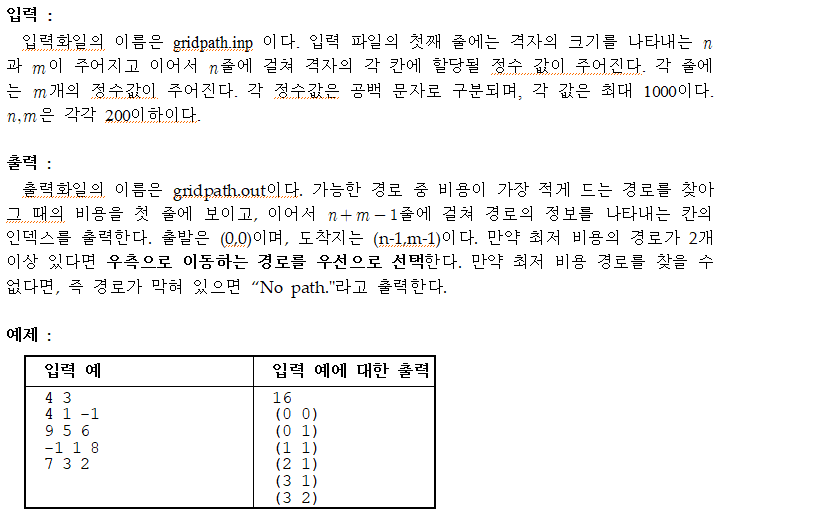 입력 :
입력화일의 이름은 gridpath.inp 이다. 입력 파일의 첫째 줄에는 격자의 크기를 나타내는 n
과 m이 주어지고 이어서 n줄에 걸쳐 격자의 각 칸에 할당될 정수 값이 주어진다. 각 줄에
는 m개의 정수값이 주어진다. 각 정수값은 공백 문자로 구분되며, 각 값은 최대 1000이다.
n,m은 각각 200이하이다.
출력 :
출력화일의 이름은 gridpath.out이다. 가능한 경로 중 비용이 가장 적게 드는 경로를 찾아
그 때의 비용을 첫 줄에 보이고, 이어서 n+m-1줄에 걸쳐 경로의 정보를 나타내는 칸의
인덱스를 출력한다. 출발은 (0,0)이며, 도착지는 (n-1,m-1)이다. 만약 최저 비용의 경로가 2개
이상 있다면 우측으로 이동하는 경로를 우선으로 선택한다. 만약 최저 비용 경로를 찾을 수
없다면, 즉 경로가 막혀 있으면 “No path."라고 출력한다.
예제 :
입력 예
4 3
4 1 -1
9 5 6
-1 1 8
7 3 2
입력 예에 대한 출력
16
(0 0)
(0 1)
(1 1)
(2 1)
(3 1)
(3 2)